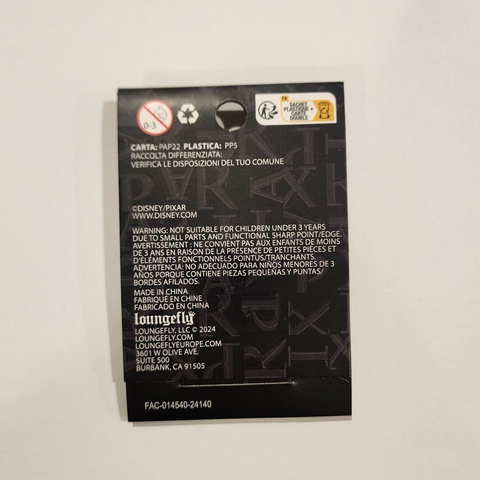 0-3
FR
SACHET
PLASTIQUE +
CARTE
DOUBLE
CARTA: PAP22 PLASTICA: PP5
RACCOLTA DIFFERENZIATA:
VERIFICA LE DISPOSIZIONI DEL TUO COMUNE
©DISNEY/PIXAR
WWW.DISNEY.COM
WARNING: NOT SUITABLE FOR CHILDREN UNDER 3 YEARS
DUE TO SMALL PARTS AND FUNCTIONAL SHARP POINT/EDGE.
AVERTISSEMENT : NE CONVIENT PAS AUX ENFANTS DE MOINS
DE 3 ANS EN RAISON DE LA PRÉSENCE DE PETITES PIÈCES ET
D'ÉLÉMENTS FONCTIONNELS POINTUS/TRANCHANTS.
ADVERTENCIA: NO ADECUADO PARA NIÑOS MENORES DE 3
AÑOS PORQUE CONTIENE PIEZAS PEQUEÑAS Y PUNTAS/
BORDES AFILADOS.
MADE IN CHINA
FABRIQUÉ EN CHINE
FABRICADO EN CHINA
loungefly
LOUNGEFLY, LLC © 2024
LOUNGEFLY.COM
LOUNGEFLYEUROPE.COM
3601 W OLIVE AVE.
SUITE 500
BURBANK, CA 91505
FAC-014540-24140